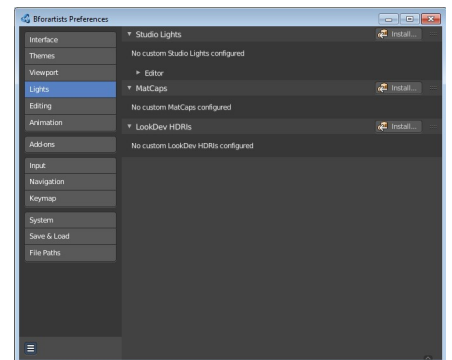 Bforartists Preferences
Interface
Themes
Viewport
Lights
Editing
Animation
Add-ons
Input
Navigation
Keymap
System
Save & Load
File Paths
Studio Lights
Install...
No custom Studio Lights configured
Editor
MatCaps
Install...
No custom MatCaps configured
LookDev HDRIs
Install...
No custom LookDev HDRIs configured